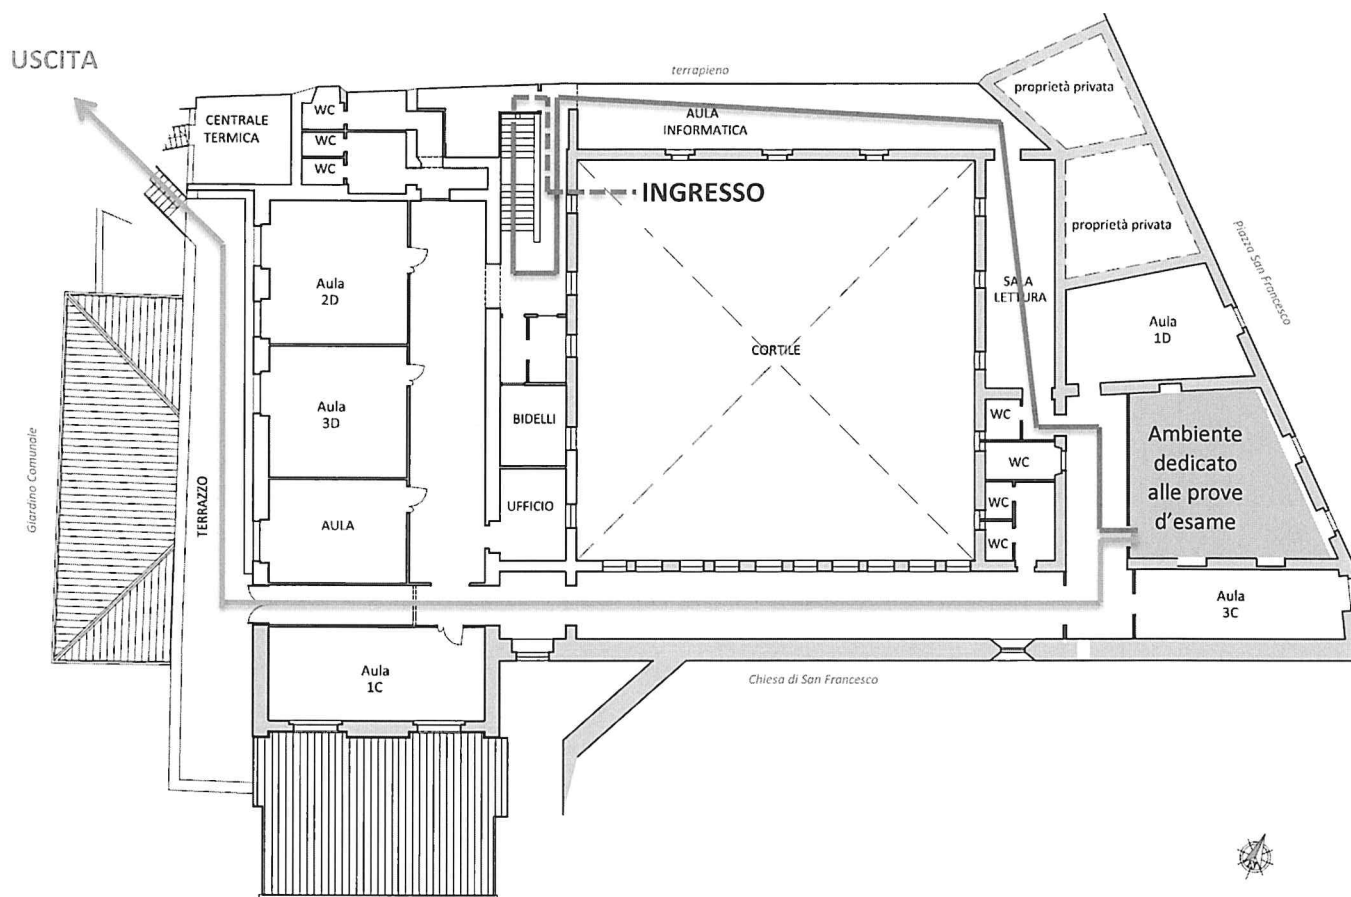 USCITA
terrapieno
proprietà privata
CENTRALE
TERMICA
WC
WC
WC
AULA
INFORMATICA
INGRESSO
proprietà privata
Piazza San Francesco
Aula
2D
SALA
LETTURA
Aula
1D
CORTILE
Aula
3D
BIDELLI
WC
WC
WC
WC
Ambiente
dedicato
alle prove
d'esame
Giardino Comunale
TERRAZZO
AULA
UFFICIO
Aula
3C
Aula
1C
Chiesa di San Francesco